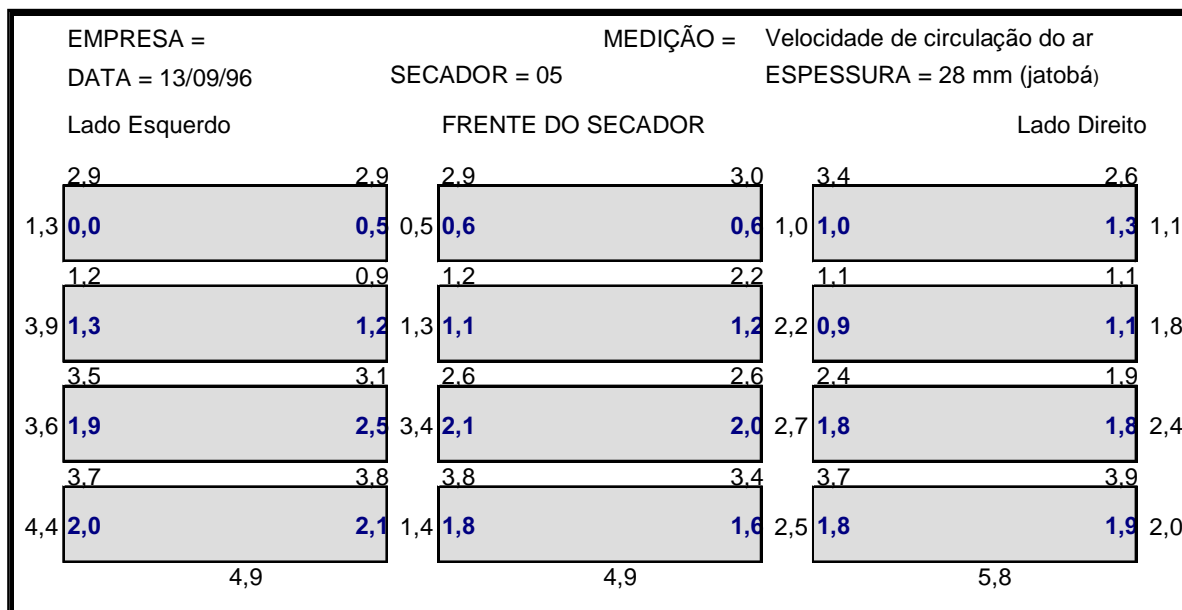 EMPRESA = MEDIÇÃO = Velocidade de circulação do ar
DATA = 13/09/96 SECADOR = 05 ESPESSURA = 28 mm (jatobá)
Lado Esquerdo FRENTE DO SECADOR Lado Direito
2,9 2,9 2,9 3,0 3,4 2,6
1,3 0,0 0,5 0,5 0,6 0,6 1,0 1,0 1,3 1,1
1,2 0,9 1,2 2,2 1,1 1,1
3,9 1,3 1,2 1,3 1,1 1,2 2,2 0,9 1,1 1,8
3,5 3,1 2,6 2,6 2,4 1,9
3,6 1,9 2,5 3,4 2,1 2,0 2,7 1,8 1,8 2,4
3,7 3,8 3,8 3,4 3,7 3,9
4,4 2,0 2,1 1,4 1,8 1,6 2,5 1,8 1,9 2,0
4,9 4,9 5,8